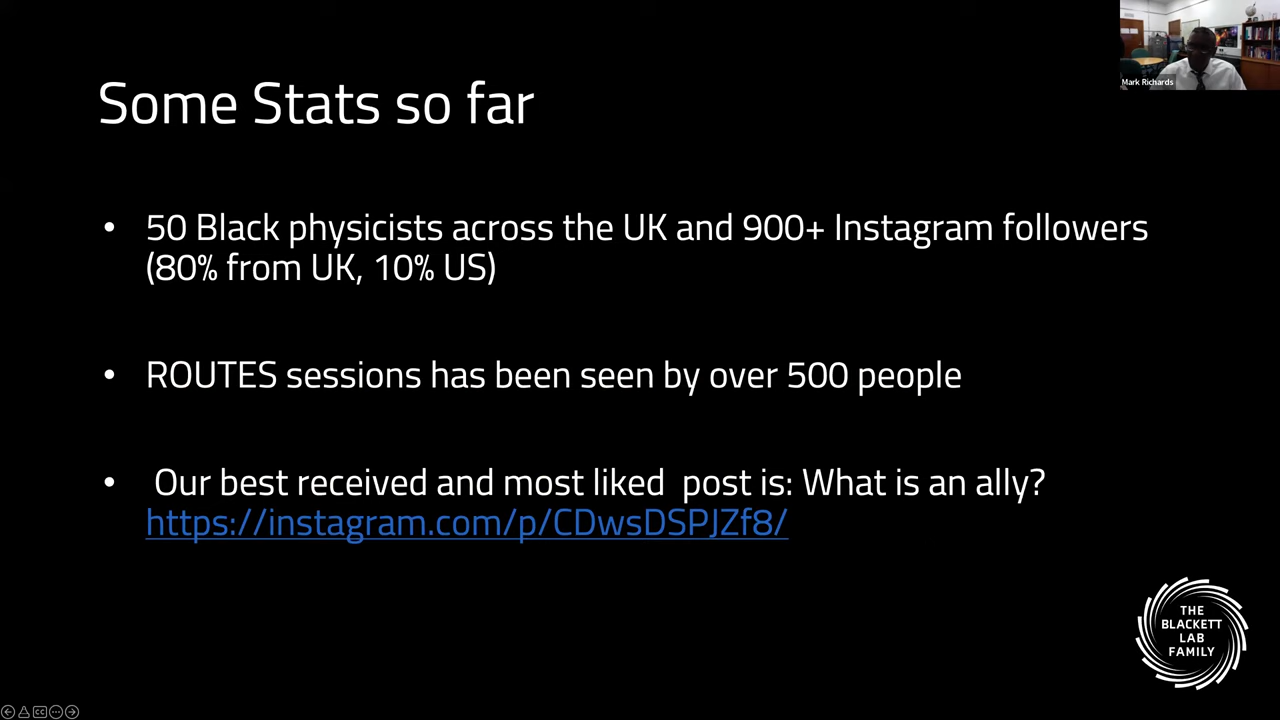 Mark Richards
Some Stats so far
• 50 Black physicists across the UK and 900+ Instagram followers
(80% from UK, 10% US)
• ROUTES sessions has been seen by over 500 people
• Our best received and most liked  post is: What is an ally?
https://instagram.com/p/CDwsDSPJZf8/
THE
BLACKETT
LAB
FAMILY